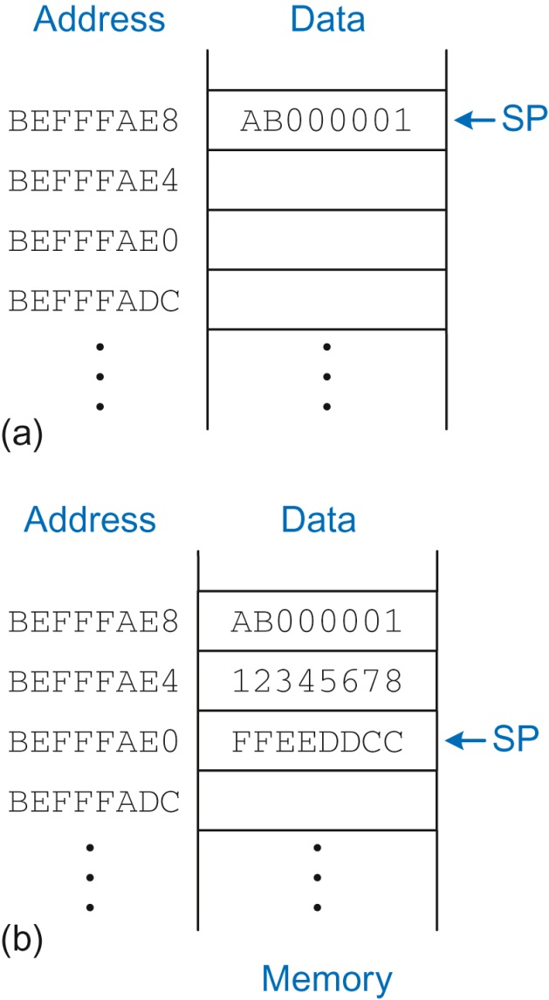 Address Data
BEFFFAE8 AB000001 SP
BEFFFAE4
BEFFFAE0
BEFFFADC
(a)
Address Data
BEFFFAE8 AB000001
BEFFFAE4 12345678
BEFFFAE0 FFEEDDCC SP
BEFFFADC
(b)
Memory